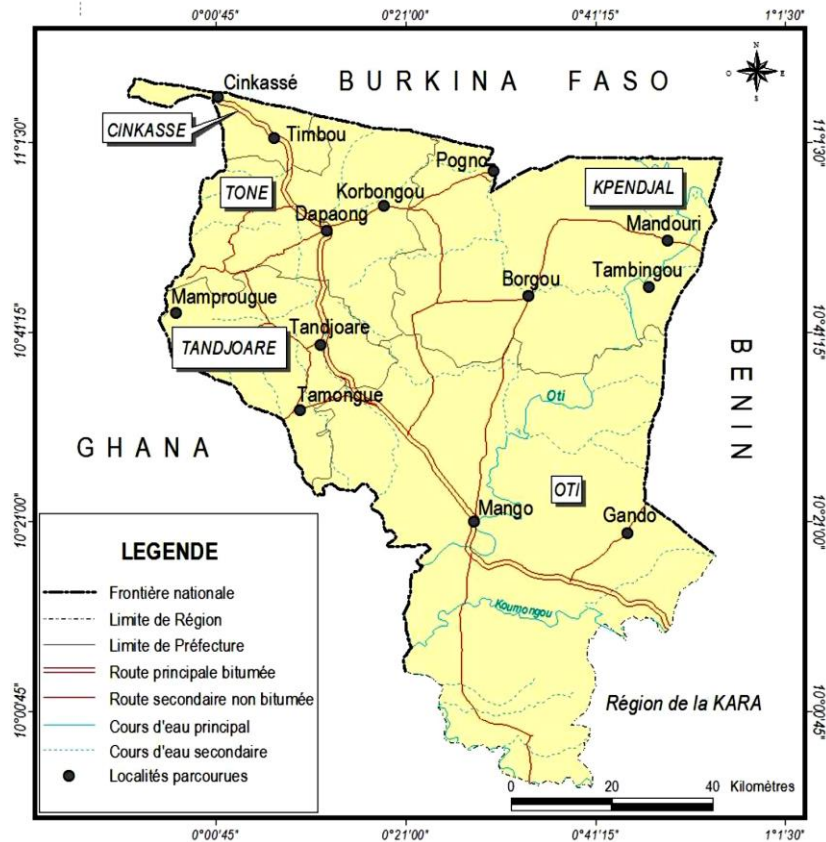 0°00'45" 0°21'00" 0°41'15" 1°1'30"
N
O E
S
BURKINA FASO
Cinkassé
CINKASSE
Timbou
11°1'30" 11°1'30"
Pogno
TONE
Korbongou
KPENDJAL
Dapaong
Mandouri
Borgou
Tambingou
Mamprougue
10°41'15" 10°41'15"
TANDJOARE
Tandjoare
BENIN
Tamongue
Oti
GHANA
OTI
Mango
Gando
10°21'00" 10°21'00"
Koumongou
LEGENDE
Frontière nationale
Limite de Région
Limite de Préfecture
Route principale bitumée
Route secondaire non bitumée
Cours d'eau principal
Cours d'eau secondaire
Localités parcourues
Région de la KARA
10°00'45" 10°00'45"
0 20 40 Kilomètres
0°00'45" 0°21'00" 0°41'15" 1°1'30"